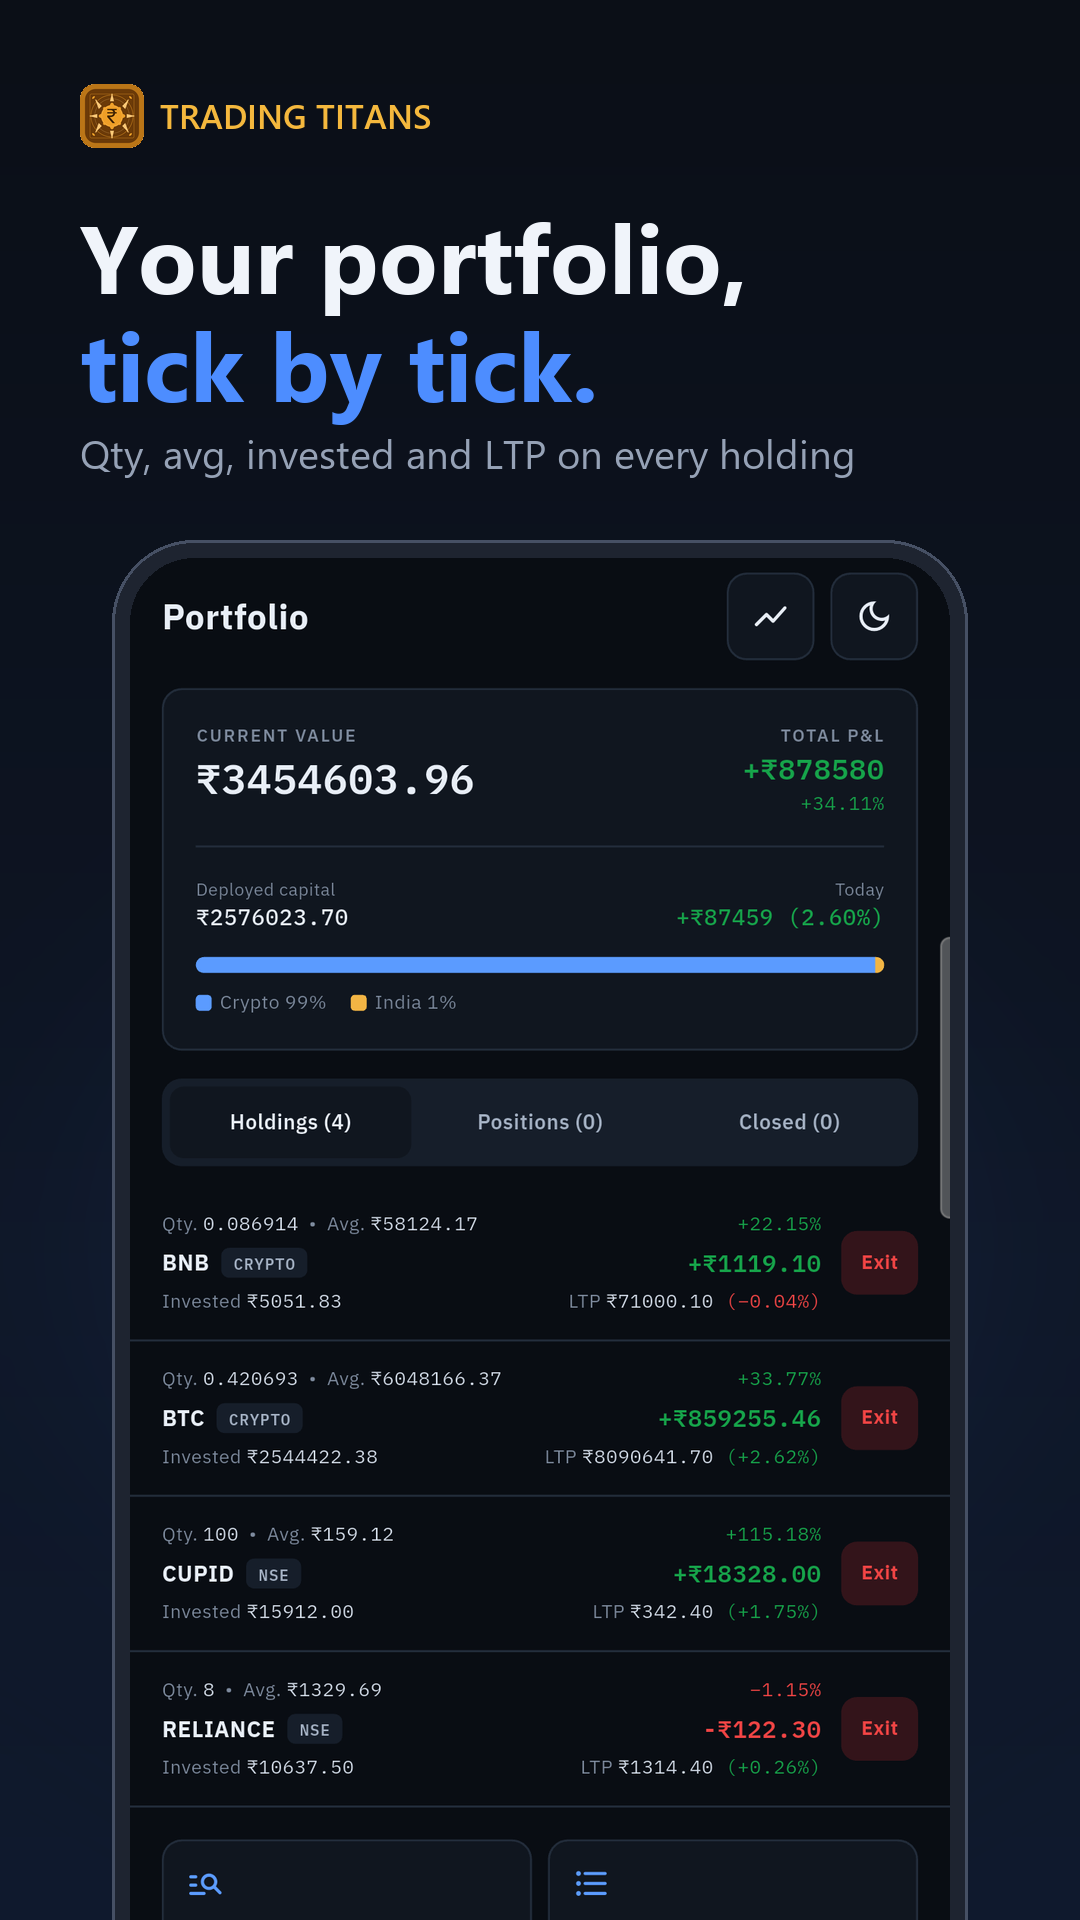 TRADING TITANS
Your portfolio,
tick by tick.
Qty, avg, invested and LTP on every holding
Portfolio
CURRENT VALUE TOTAL P&L
₹3454603.96 +₹878580
+34.11%
Deployed capital Today
₹2576023.70 +₹87459 (2.60%)
Crypto 99% India 1%
Holdings (4) Positions (0) Closed (0)
Qty. 0.086914 • Avg. ₹58124.17 +22.15%
BNB CRYPTO +₹1119.10 Exit
Invested ₹5051.83 LTP ₹71000.10 (−0.04%)
Qty. 0.420693 • Avg. ₹6048166.37 +33.77%
BTC CRYPTO +₹859255.46 Exit
Invested ₹2544422.38 LTP ₹8090641.70 (+2.62%)
Qty. 100 • Avg. ₹159.12 +115.18%
CUPID NSE +₹18328.00 Exit
Invested ₹15912.00 LTP ₹342.40 (+1.75%)
Qty. 8 • Avg. ₹1329.69 −1.15%
RELIANCE NSE -₹122.30 Exit
Invested ₹10637.50 LTP ₹1314.40 (+0.26%)